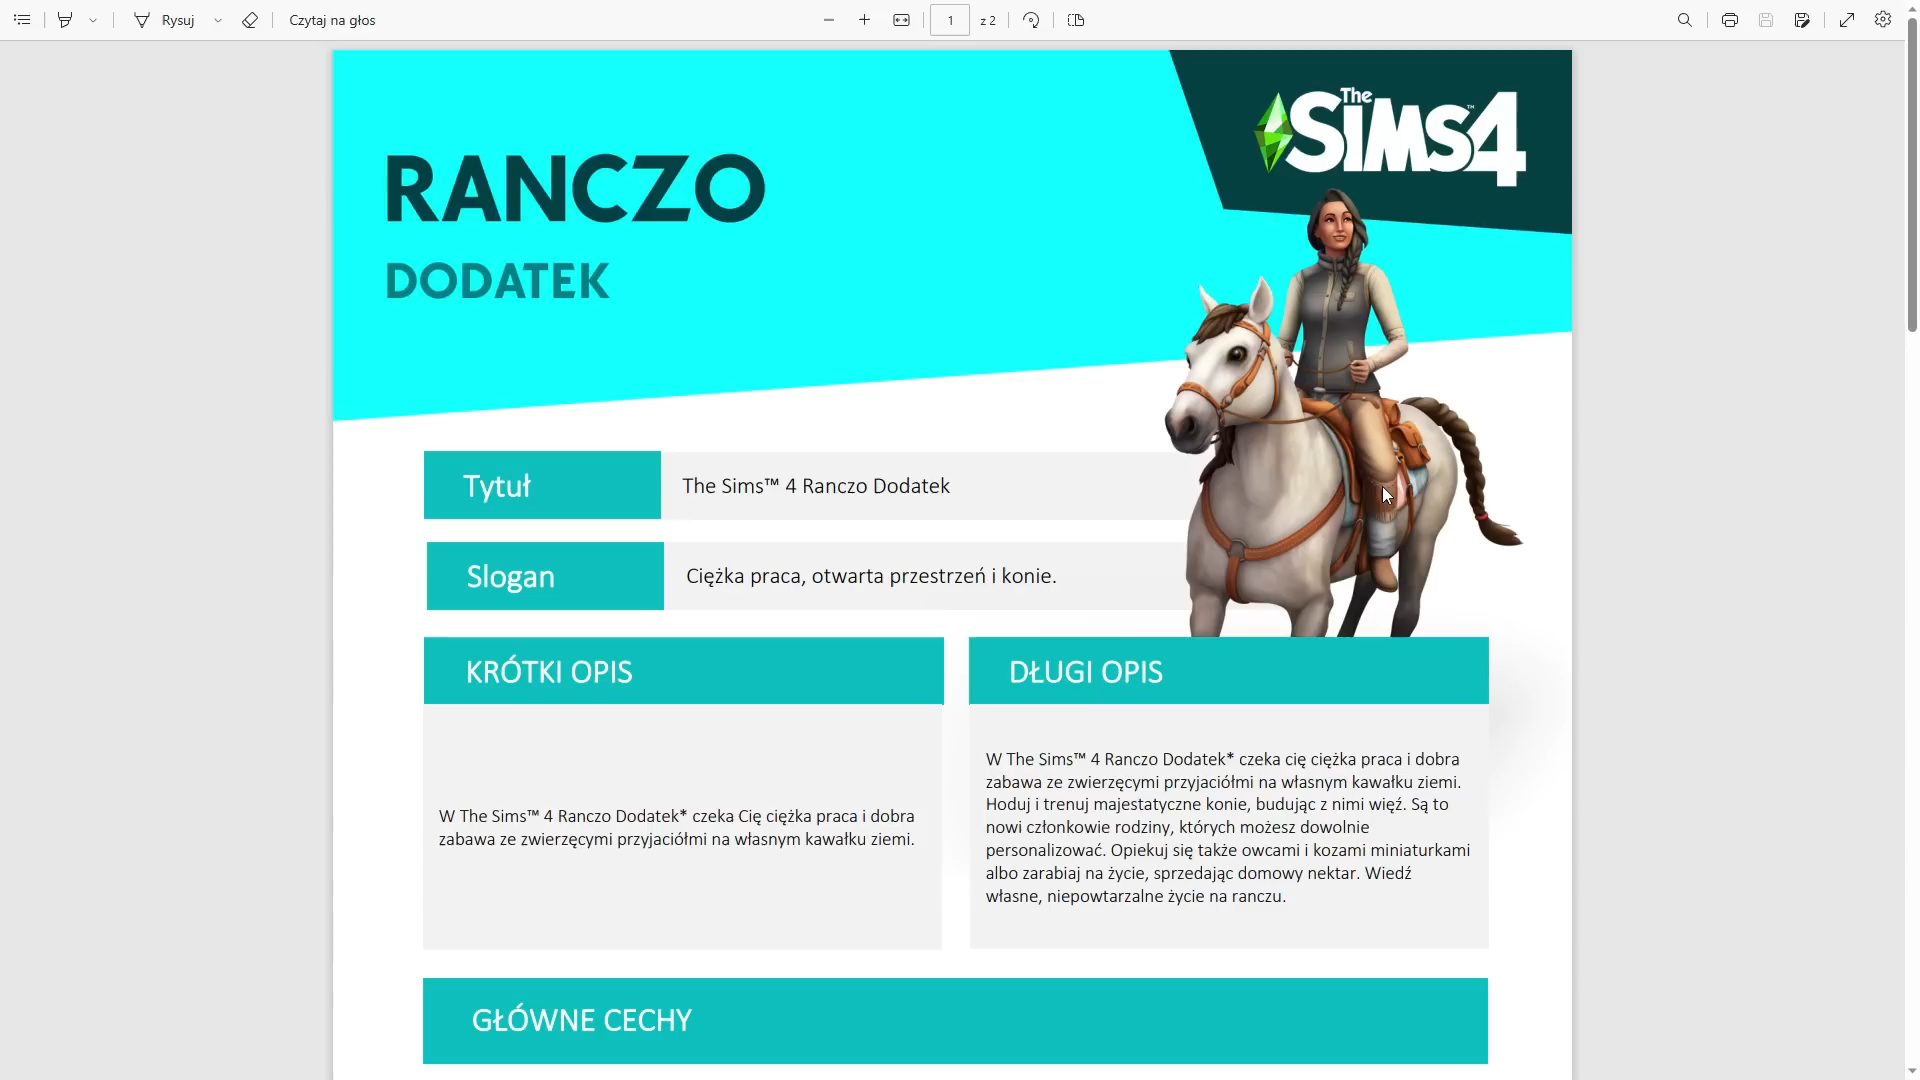 Rysuj
Czytaj na głos
1
z 2
The SIMS 4
RANCZO
DODATEK
Tytuł
The Sims™ 4 Ranczo Dodatek
Slogan
Ciężka praca, otwarta przestrzeń i konie.
KRÓTKI OPIS
W The Sims™ 4 Ranczo Dodatek* czeka Cię ciężka praca i dobra
zabawa ze zwierzęcymi przyjaciółmi na własnym kawałku ziemi.
DŁUGI OPIS
W The Sims™ 4 Ranczo Dodatek* czeka cię ciężka praca i dobra
zabawa ze zwierzęcymi przyjaciółmi na własnym kawałku ziemi.
Hoduj i trenuj majestatyczne konie, budując z nimi więź. Są to
nowi członkowie rodziny, których możesz dowolnie
personalizować. Opiekuj się także owcami i kozami miniaturkami
albo zarabiaj na życie, sprzedając domowy nektar. Wiedź
własne, niepowtarzalne życie na ranczu.
GŁÓWNE CECHY